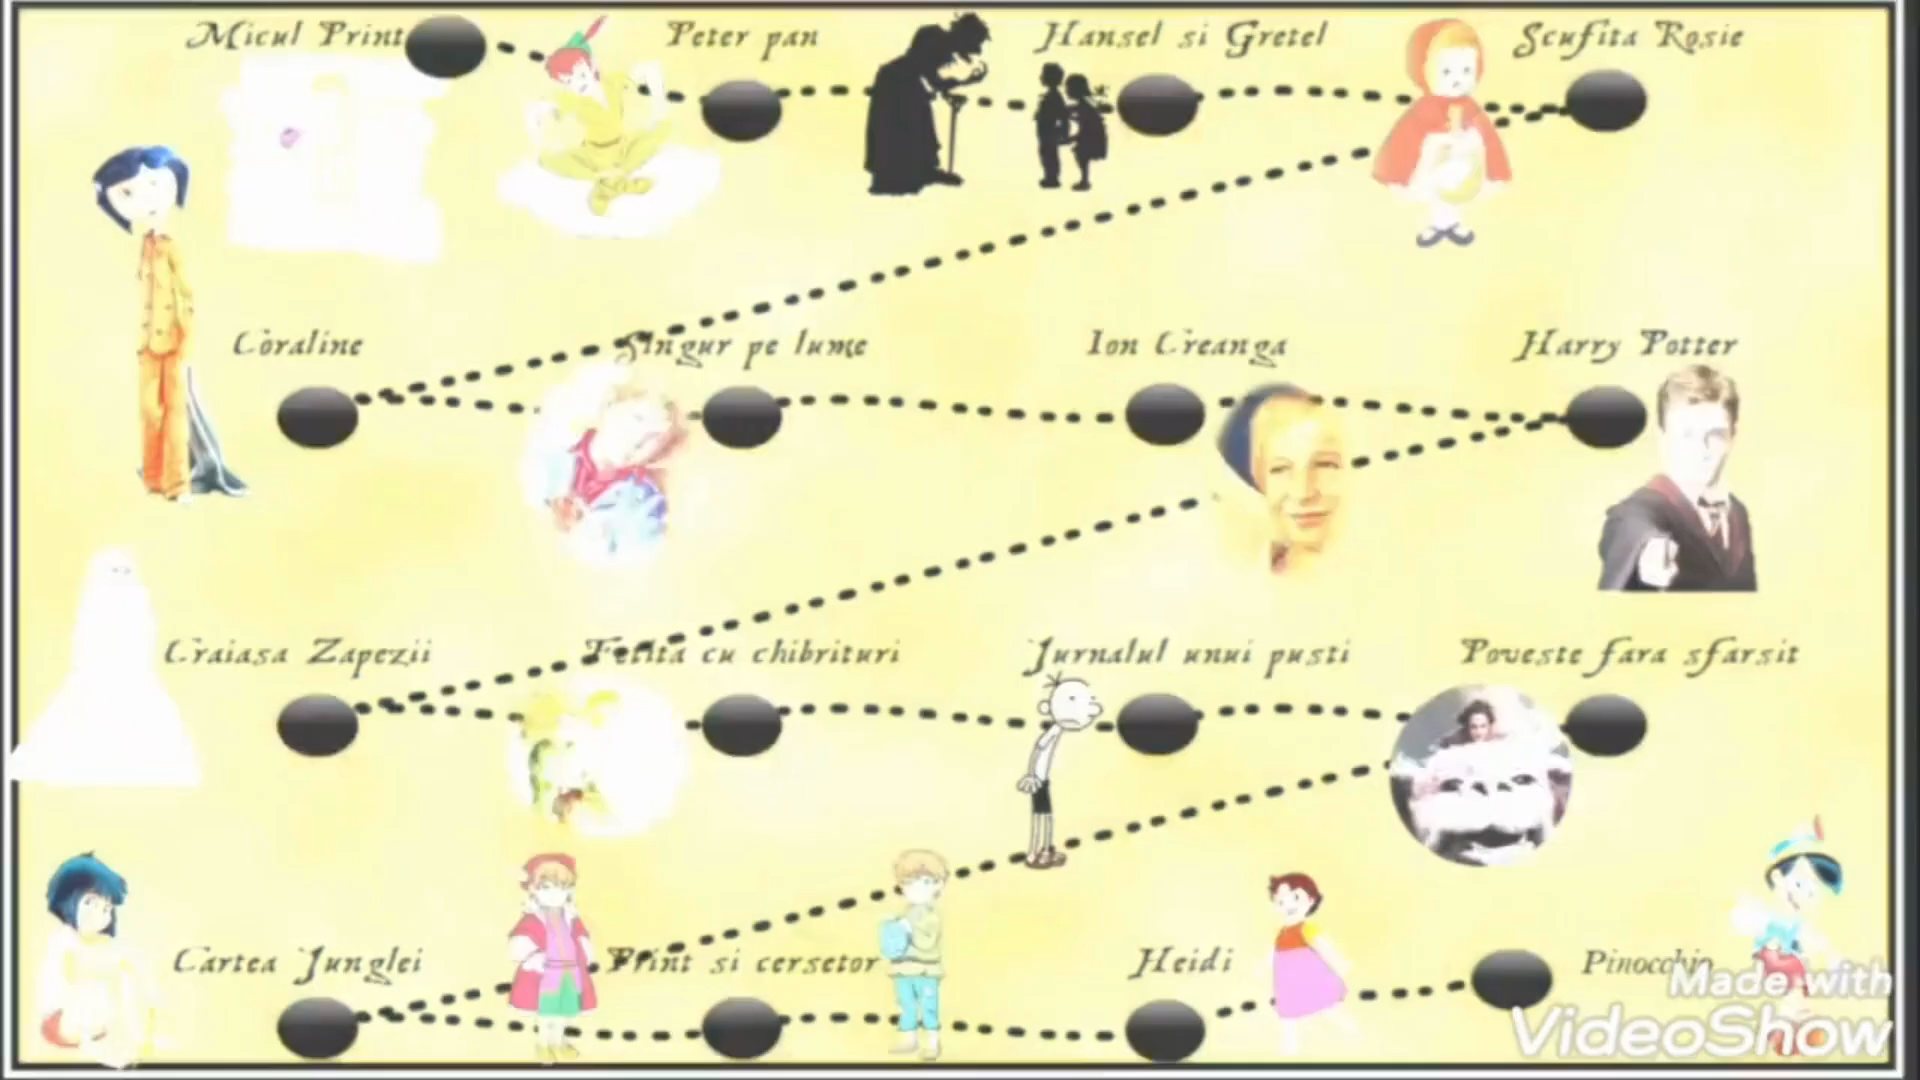 Micul Print
Peter pan
Hansel si Gretel
Scufita Rosie
Coraline
Singur pe lume
Ion Creanga
Harry Potter
Craiasa Zapezii
Fetita cu chibrituri
Jurnalul unui pusti
Poveste fara sfarsit
Cartea Junglei
Print si cersetor
Heidi
Pinocchio
Made with
VideoShow